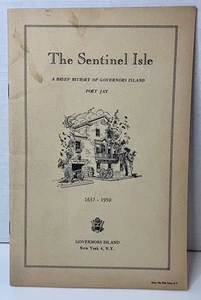 The Sentinel Isle
A BRIEF HISTORY OF GOVERNORS ISLAND
FORT JAY
1637 - 1950
GOVERNORS ISLAND
New York 4, N.Y.